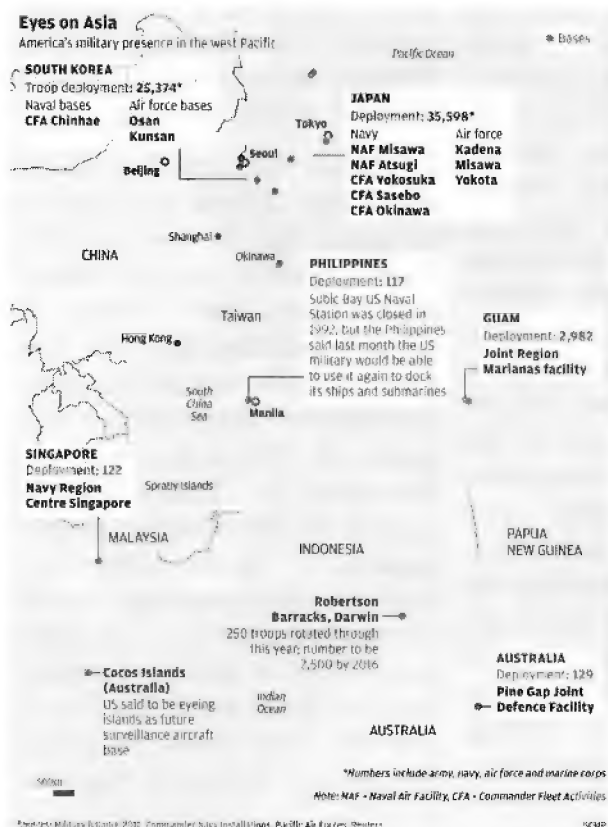 Eyes on Asia
America's military presence in the west Pacific
Bases
Pacific Ocean
SOUTH KOREA
Troop deployment: 25,374*
Naval bases
CFA Chinhae
Air force bases
Osan
Kunsan
JAPAN
Deployment: 35,598*
Navy
NAF Misawa
NAF Atsugi
CFA Yokosuka
CFA Sasebo
CFA Okinawa
Air force
Kadena
Misawa
Yokota
Tokyo
Seoul
Beijing
Shanghai
CHINA
Okinawa
Taiwan
Hong Kong
PHILIPPINES
Deployment: 117
Subic Bay US Naval
Station was closed in
1992, but the Philippines
said last month the US
military would be able
to use it again to dock
its ships and submarines
GUAM
Deployment: 2,982
Joint Region
Marianas facility
South
China
Sea
Manila
SINGAPORE
Deployment: 122
Navy Region
Centre Singapore
Spratly Islands
MALAYSIA
INDONESIA
PAPUA
NEW GUINEA
Robertson
Barracks, Darwin
250 troops rotated through
this year; number to be
2,500 by 2016
Cocos Islands
(Australia)
US said to be eyeing
islands as future
surveillance aircraft
base
Indian
Ocean
AUSTRALIA
Deployment: 129
Pine Gap Joint
Defence Facility
AUSTRALIA
*Numbers include army, navy, air force and marine corps
Note: NAF - Naval Air Facility, CFA - Commander Fleet Activities
Commander Navy Installations, Pacific Air Forces, Reuters
SCMP